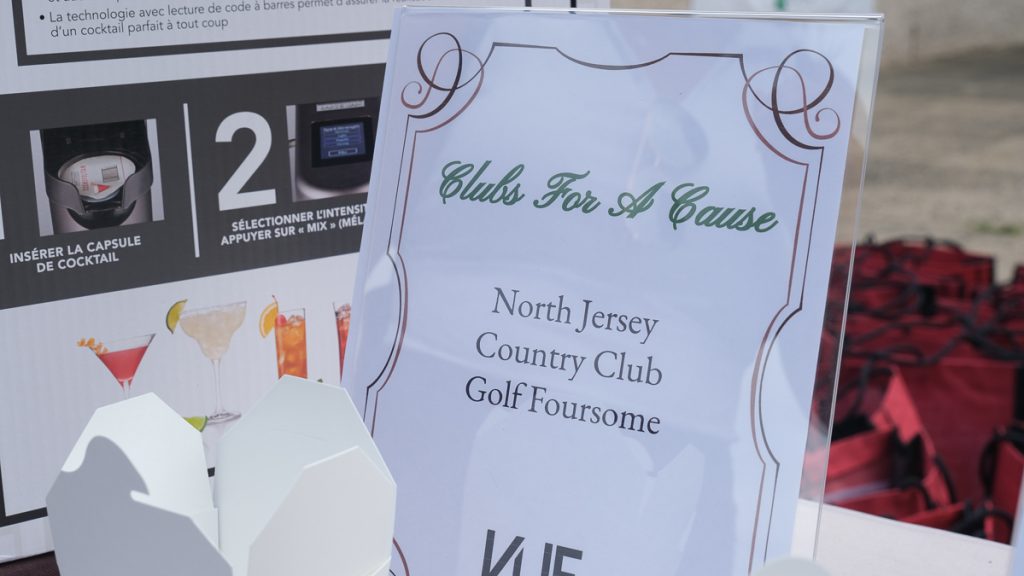 • La technologie avec lecture de code à barres permet d'assurer la
d'un cocktail parfait à tout coup
INSÉRER LA CAPSULE
DE COCKTAIL
2
SÉLECTIONNER L'INTENSI
APPUYER SUR « MIX » (MÉL
Clubs For A Cause
North Jersey
Country Club
Golf Foursome
VUE